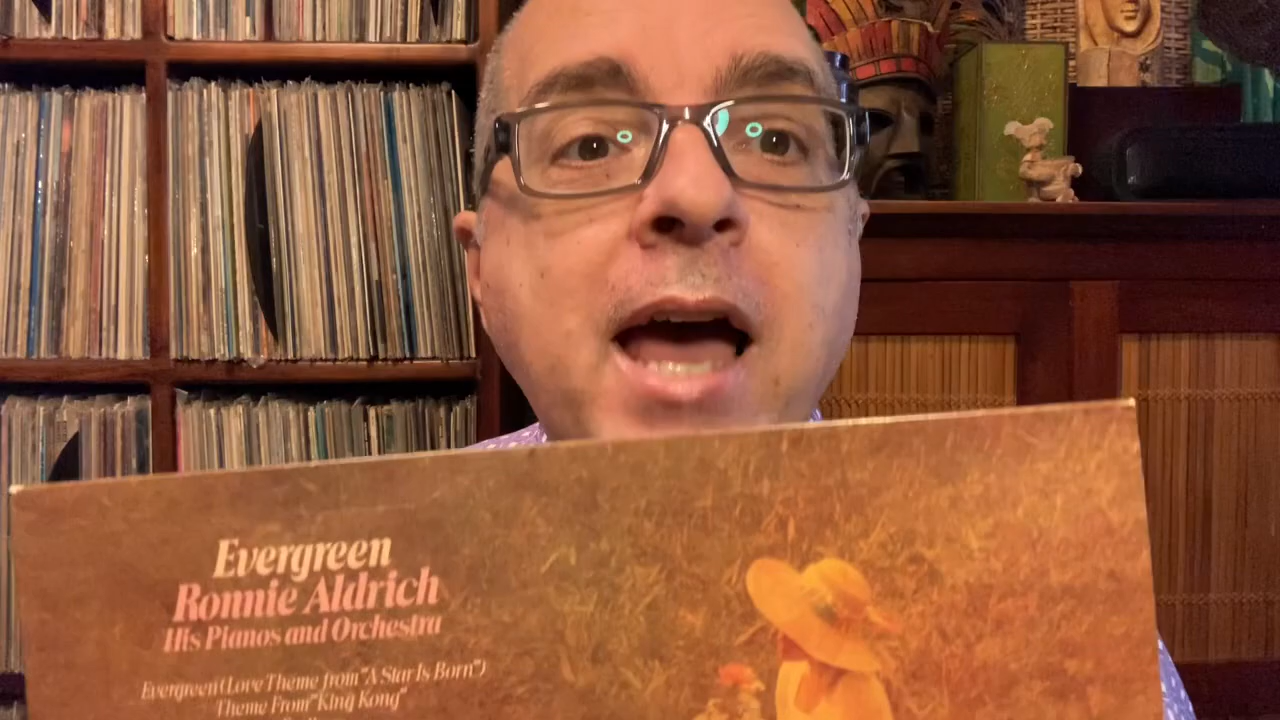 Evergreen
Ronnie Aldrich
His Pianos and Orchestra
Evergreen (Love Theme from "A Star Is Born")
Theme From "King Kong"